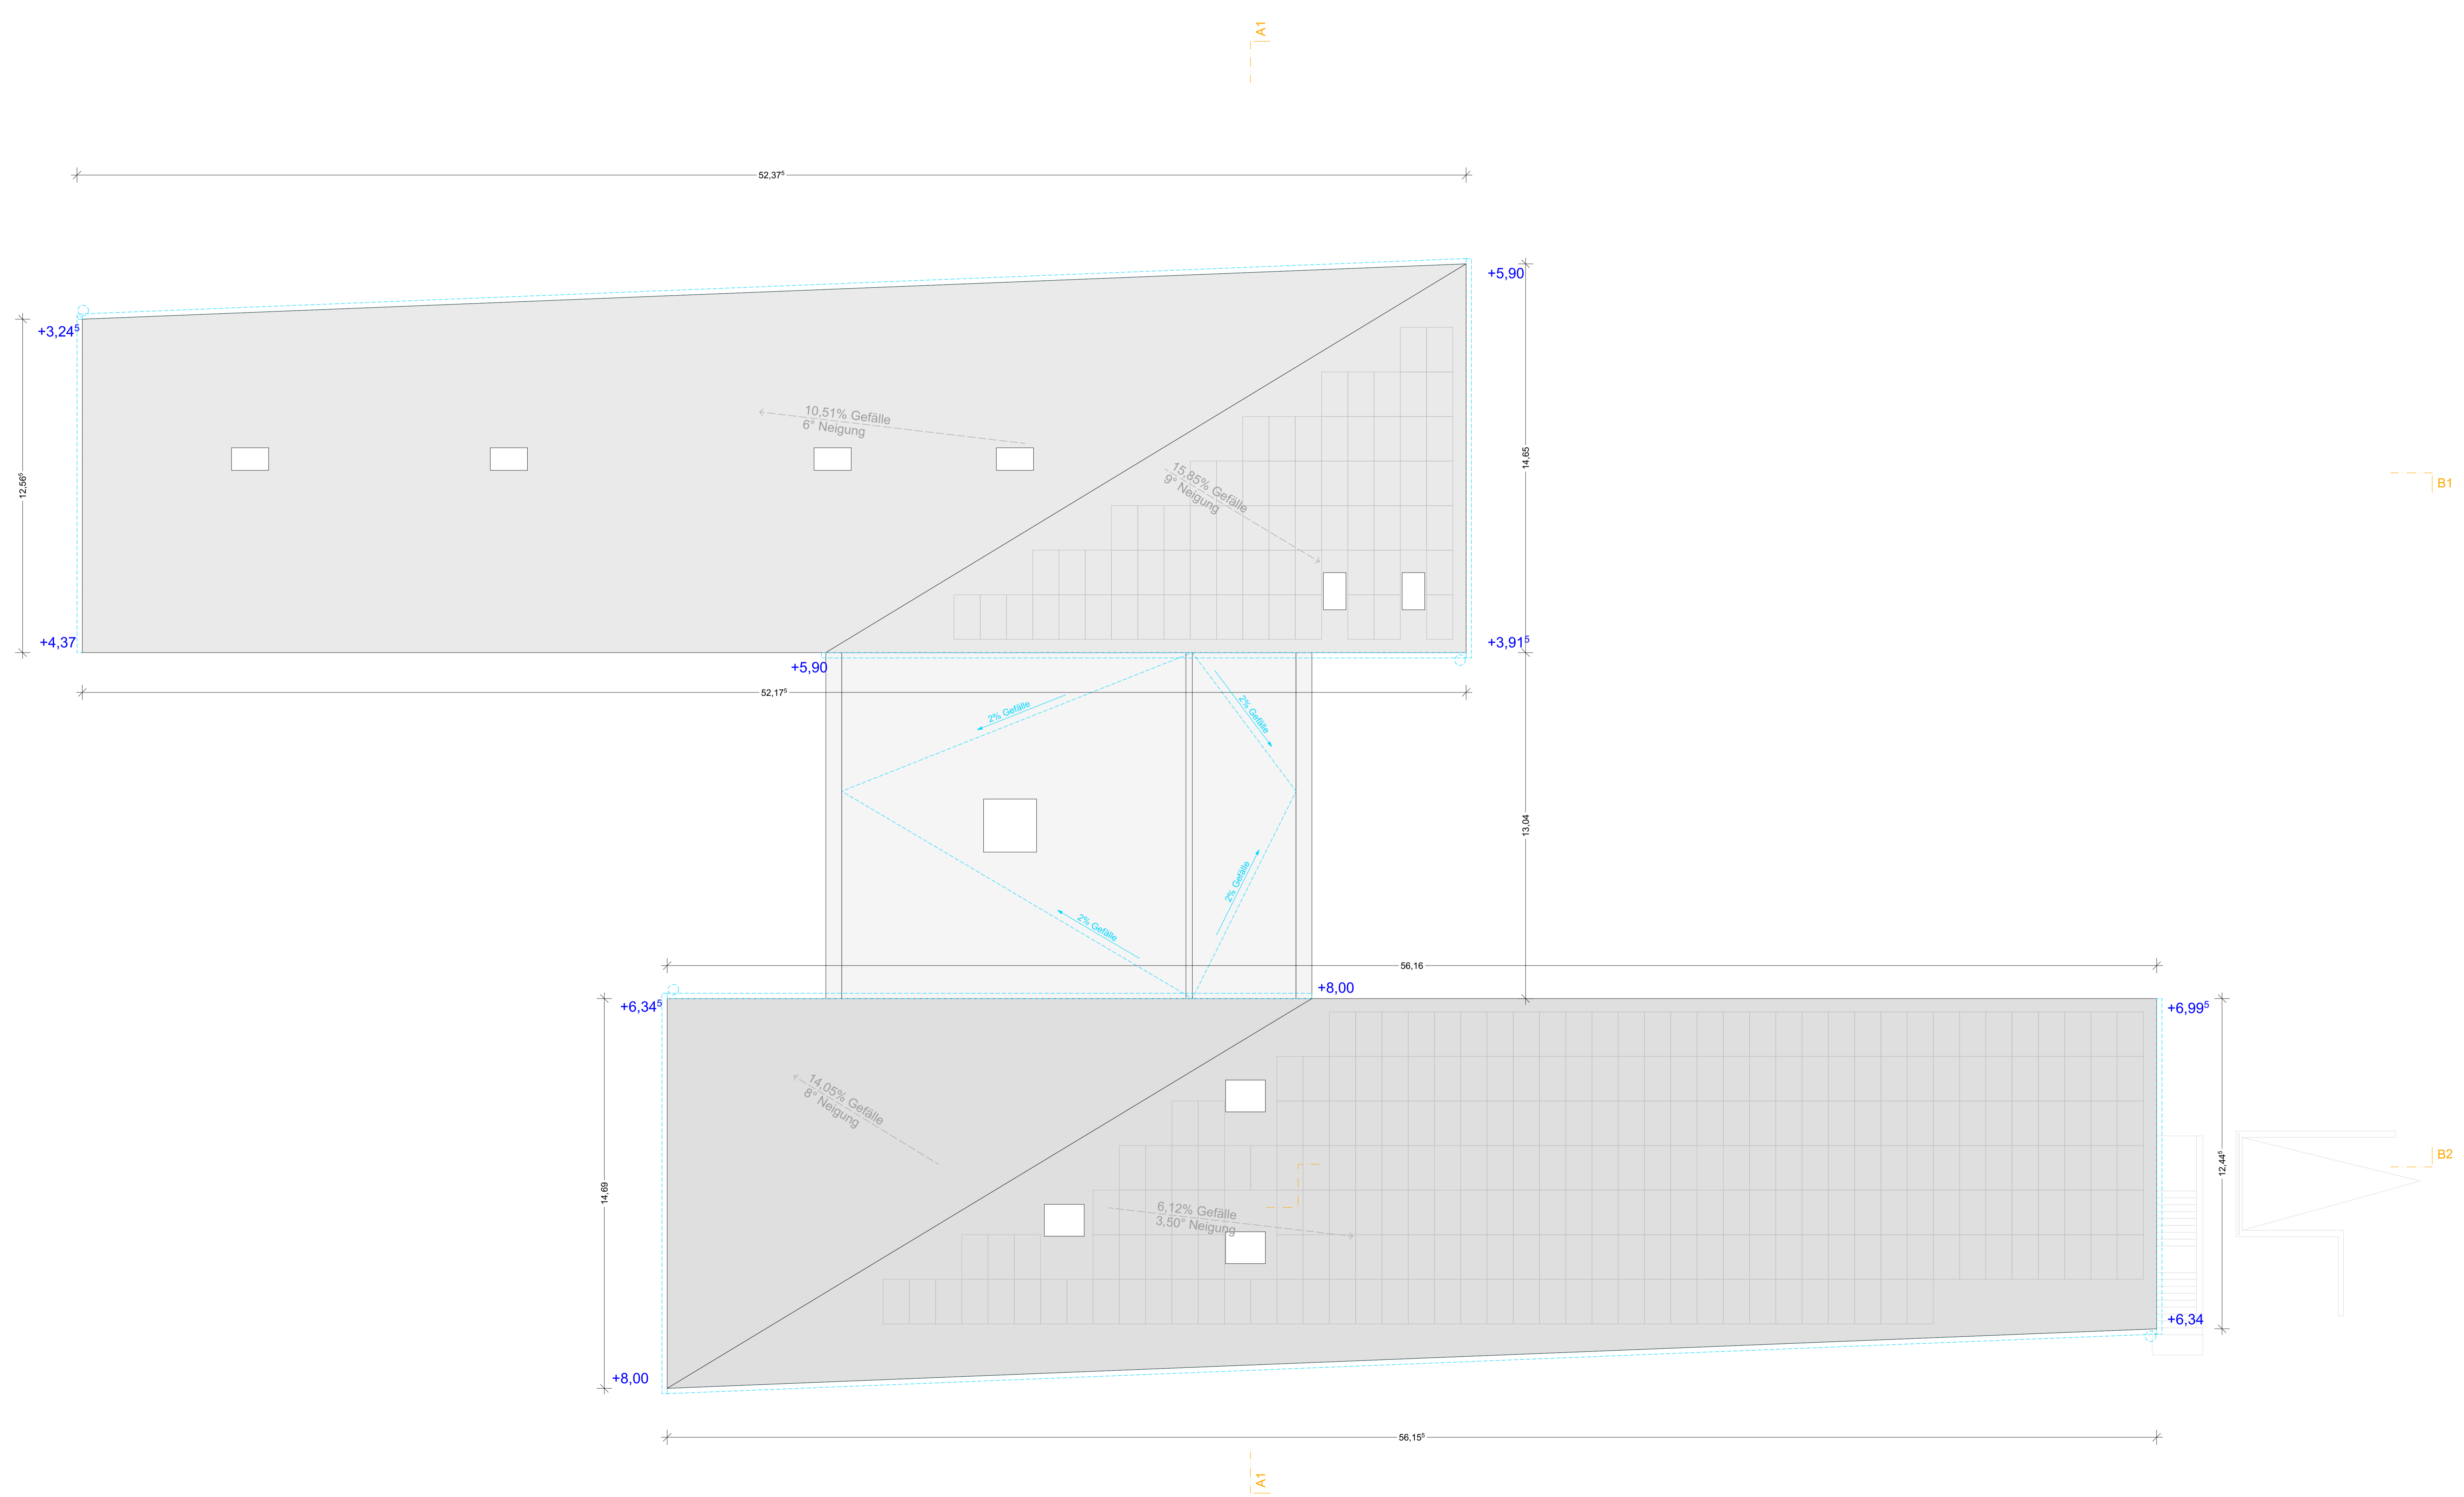 A1
52,37⁵
+5,90
+3,24⁵
10,51% Gefälle
6° Neigung
12,56⁵
14,65
15,85% Gefälle
9° Neigung
B1
+4,37
+3,91⁵
+5,90
52,17⁵
2% Gefälle
2% Gefälle
13,04
2% Gefälle
2% Gefälle
56,16
+8,00
+6,34⁵
+6,99⁵
14,05% Gefälle
8° Neigung
B2
14,69
12,44⁵
6,12% Gefälle
3,50° Neigung
+6,34
+8,00
56,15⁵
A1